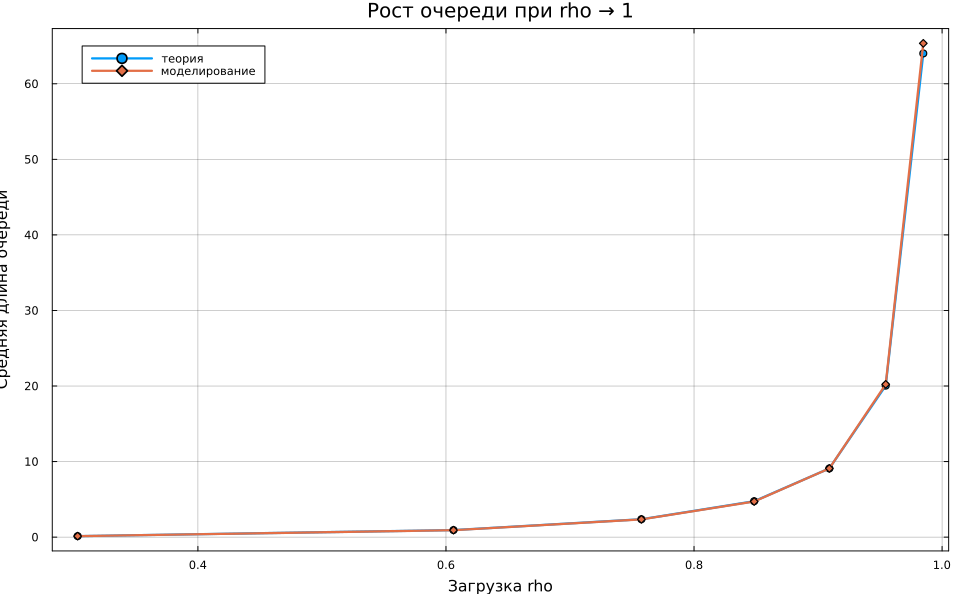 Рост очереди при rho → 1
теория
моделирование
Средняя длина очереди
60
50
40
30
20
10
0
0.4
0.6
0.8
1.0
Загрузка rho